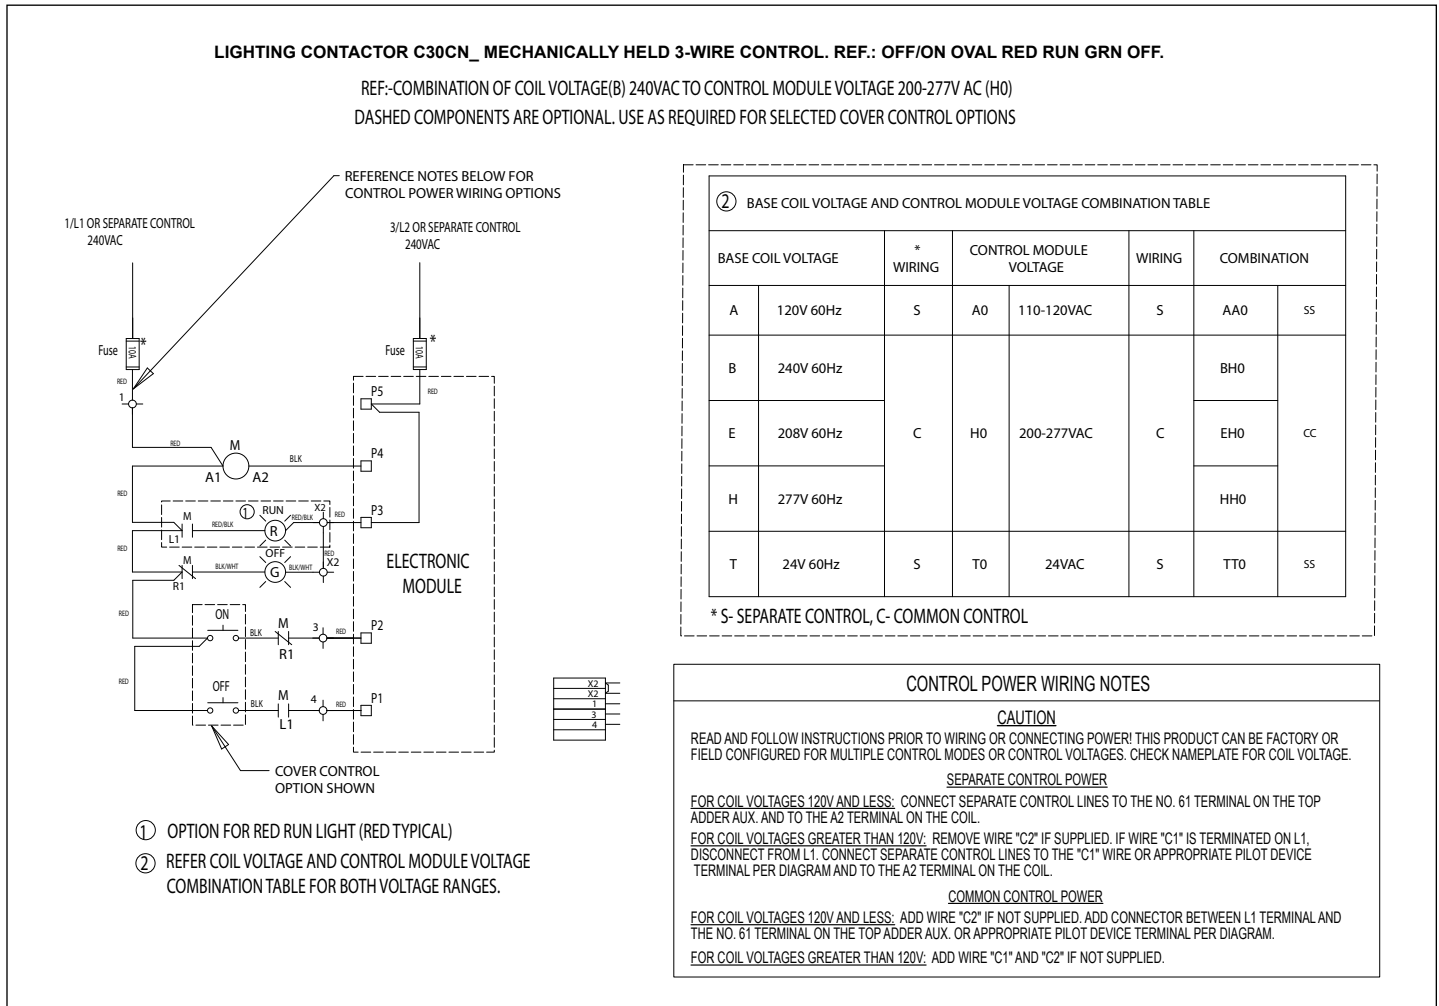 LIGHTING CONTACTOR C30CN_ MECHANICALLY HELD 3-WIRE CONTROL. REF.: OFF/ON OVAL RED RUN GRN OFF.
REF:-COMBINATION OF COIL VOLTAGE(B) 240VAC TO CONTROL MODULE VOLTAGE 200-277V AC (H0)
DASHED COMPONENTS ARE OPTIONAL. USE AS REQUIRED FOR SELECTED COVER CONTROL OPTIONS
REFERENCE NOTES BELOW FOR
CONTROL POWER WIRING OPTIONS
1/L1 OR SEPARATE CONTROL
240VAC
3/L2 OR SEPARATE CONTROL
240VAC
Fuse 10A *
Fuse 10A *
RED
1
P5 RED
RED M BLK P4
A1 A2
RED
1 RUN X2 P3
M RED/BLK R RED/BLK RED
L1
OFF RED
RED M BLK/WHT G BLK/WHT X2
R1
ELECTRONIC
MODULE
RED ON
BLK M 3 RED P2
R1
RED OFF
BLK M 4 RED P1
L1
X2
X2
1
3
4
COVER CONTROL
OPTION SHOWN
1 OPTION FOR RED RUN LIGHT (RED TYPICAL)
2 REFER COIL VOLTAGE AND CONTROL MODULE VOLTAGE
COMBINATION TABLE FOR BOTH VOLTAGE RANGES.
2 BASE COIL VOLTAGE AND CONTROL MODULE VOLTAGE COMBINATION TABLE
BASE COIL VOLTAGE * WIRING CONTROL MODULE VOLTAGE WIRING COMBINATION
A 120V 60Hz S A0 110-120VAC S AA0 SS
B 240V 60Hz BH0
E 208V 60Hz C H0 200-277VAC C EH0 CC
H 277V 60Hz HH0
T 24V 60Hz S T0 24VAC S TT0 SS
* S- SEPARATE CONTROL, C- COMMON CONTROL
CONTROL POWER WIRING NOTES
CAUTION
READ AND FOLLOW INSTRUCTIONS PRIOR TO WIRING OR CONNECTING POWER! THIS PRODUCT CAN BE FACTORY OR
FIELD CONFIGURED FOR MULTIPLE CONTROL MODES OR CONTROL VOLTAGES. CHECK NAMEPLATE FOR COIL VOLTAGE.
SEPARATE CONTROL POWER
FOR COIL VOLTAGES 120V AND LESS: CONNECT SEPARATE CONTROL LINES TO THE NO. 61 TERMINAL ON THE TOP
ADDER AUX. AND TO THE A2 TERMINAL ON THE COIL.
FOR COIL VOLTAGES GREATER THAN 120V: REMOVE WIRE "C2" IF SUPPLIED. IF WIRE "C1" IS TERMINATED ON L1,
DISCONNECT FROM L1. CONNECT SEPARATE CONTROL LINES TO THE "C1" WIRE OR APPROPRIATE PILOT DEVICE
TERMINAL PER DIAGRAM AND TO THE A2 TERMINAL ON THE COIL.
COMMON CONTROL POWER
FOR COIL VOLTAGES 120V AND LESS: ADD WIRE "C2" IF NOT SUPPLIED. ADD CONNECTOR BETWEEN L1 TERMINAL AND
THE NO. 61 TERMINAL ON THE TOP ADDER AUX. OR APPROPRIATE PILOT DEVICE TERMINAL PER DIAGRAM.
FOR COIL VOLTAGES GREATER THAN 120V: ADD WIRE "C1" AND "C2" IF NOT SUPPLIED.